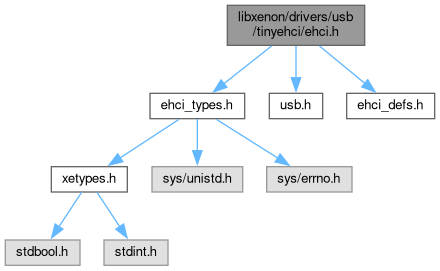 libxenon/drivers/usb
/tinyehci/ehci.h
ehci_types.h
usb.h
ehci_defs.h
xetypes.h
sys/unistd.h
sys/errno.h
stdbool.h
stdint.h